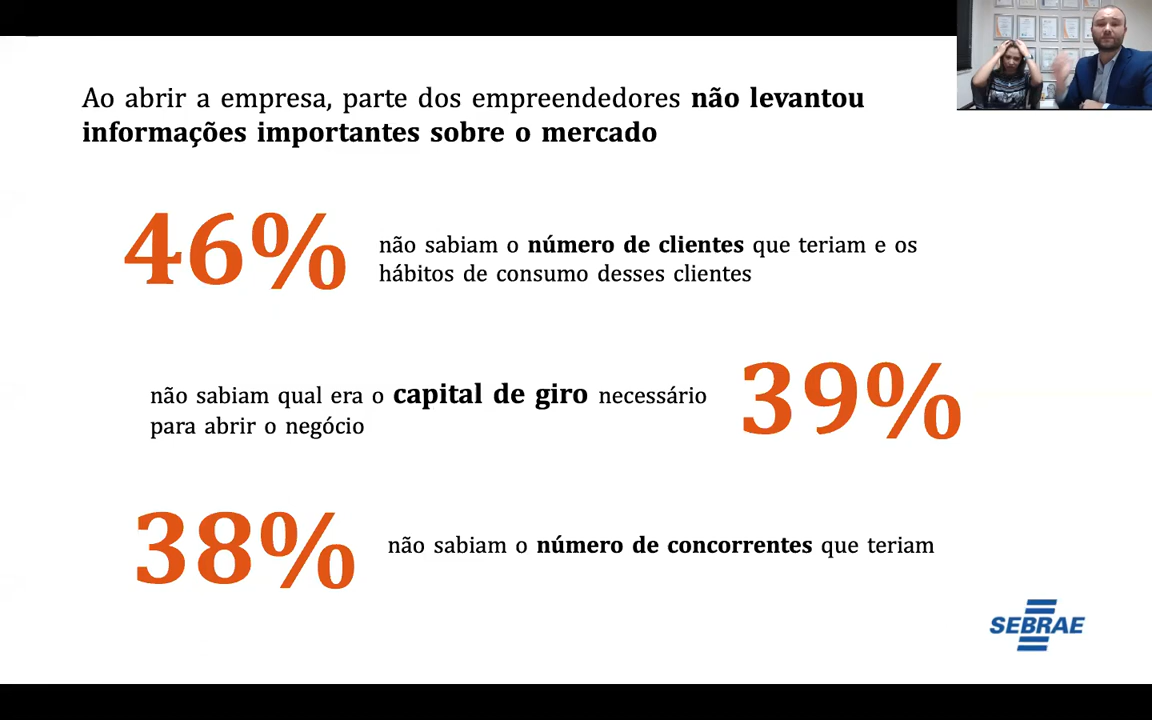 Ao abrir a empresa, parte dos empreendedores não levantou
informações importantes sobre o mercado
46%
não sabiam o número de clientes que teriam e os
hábitos de consumo desses clientes
não sabiam qual era o capital de giro necessário
para abrir o negócio
39%
38%
não sabiam o número de concorrentes que teriam
SEBRAE